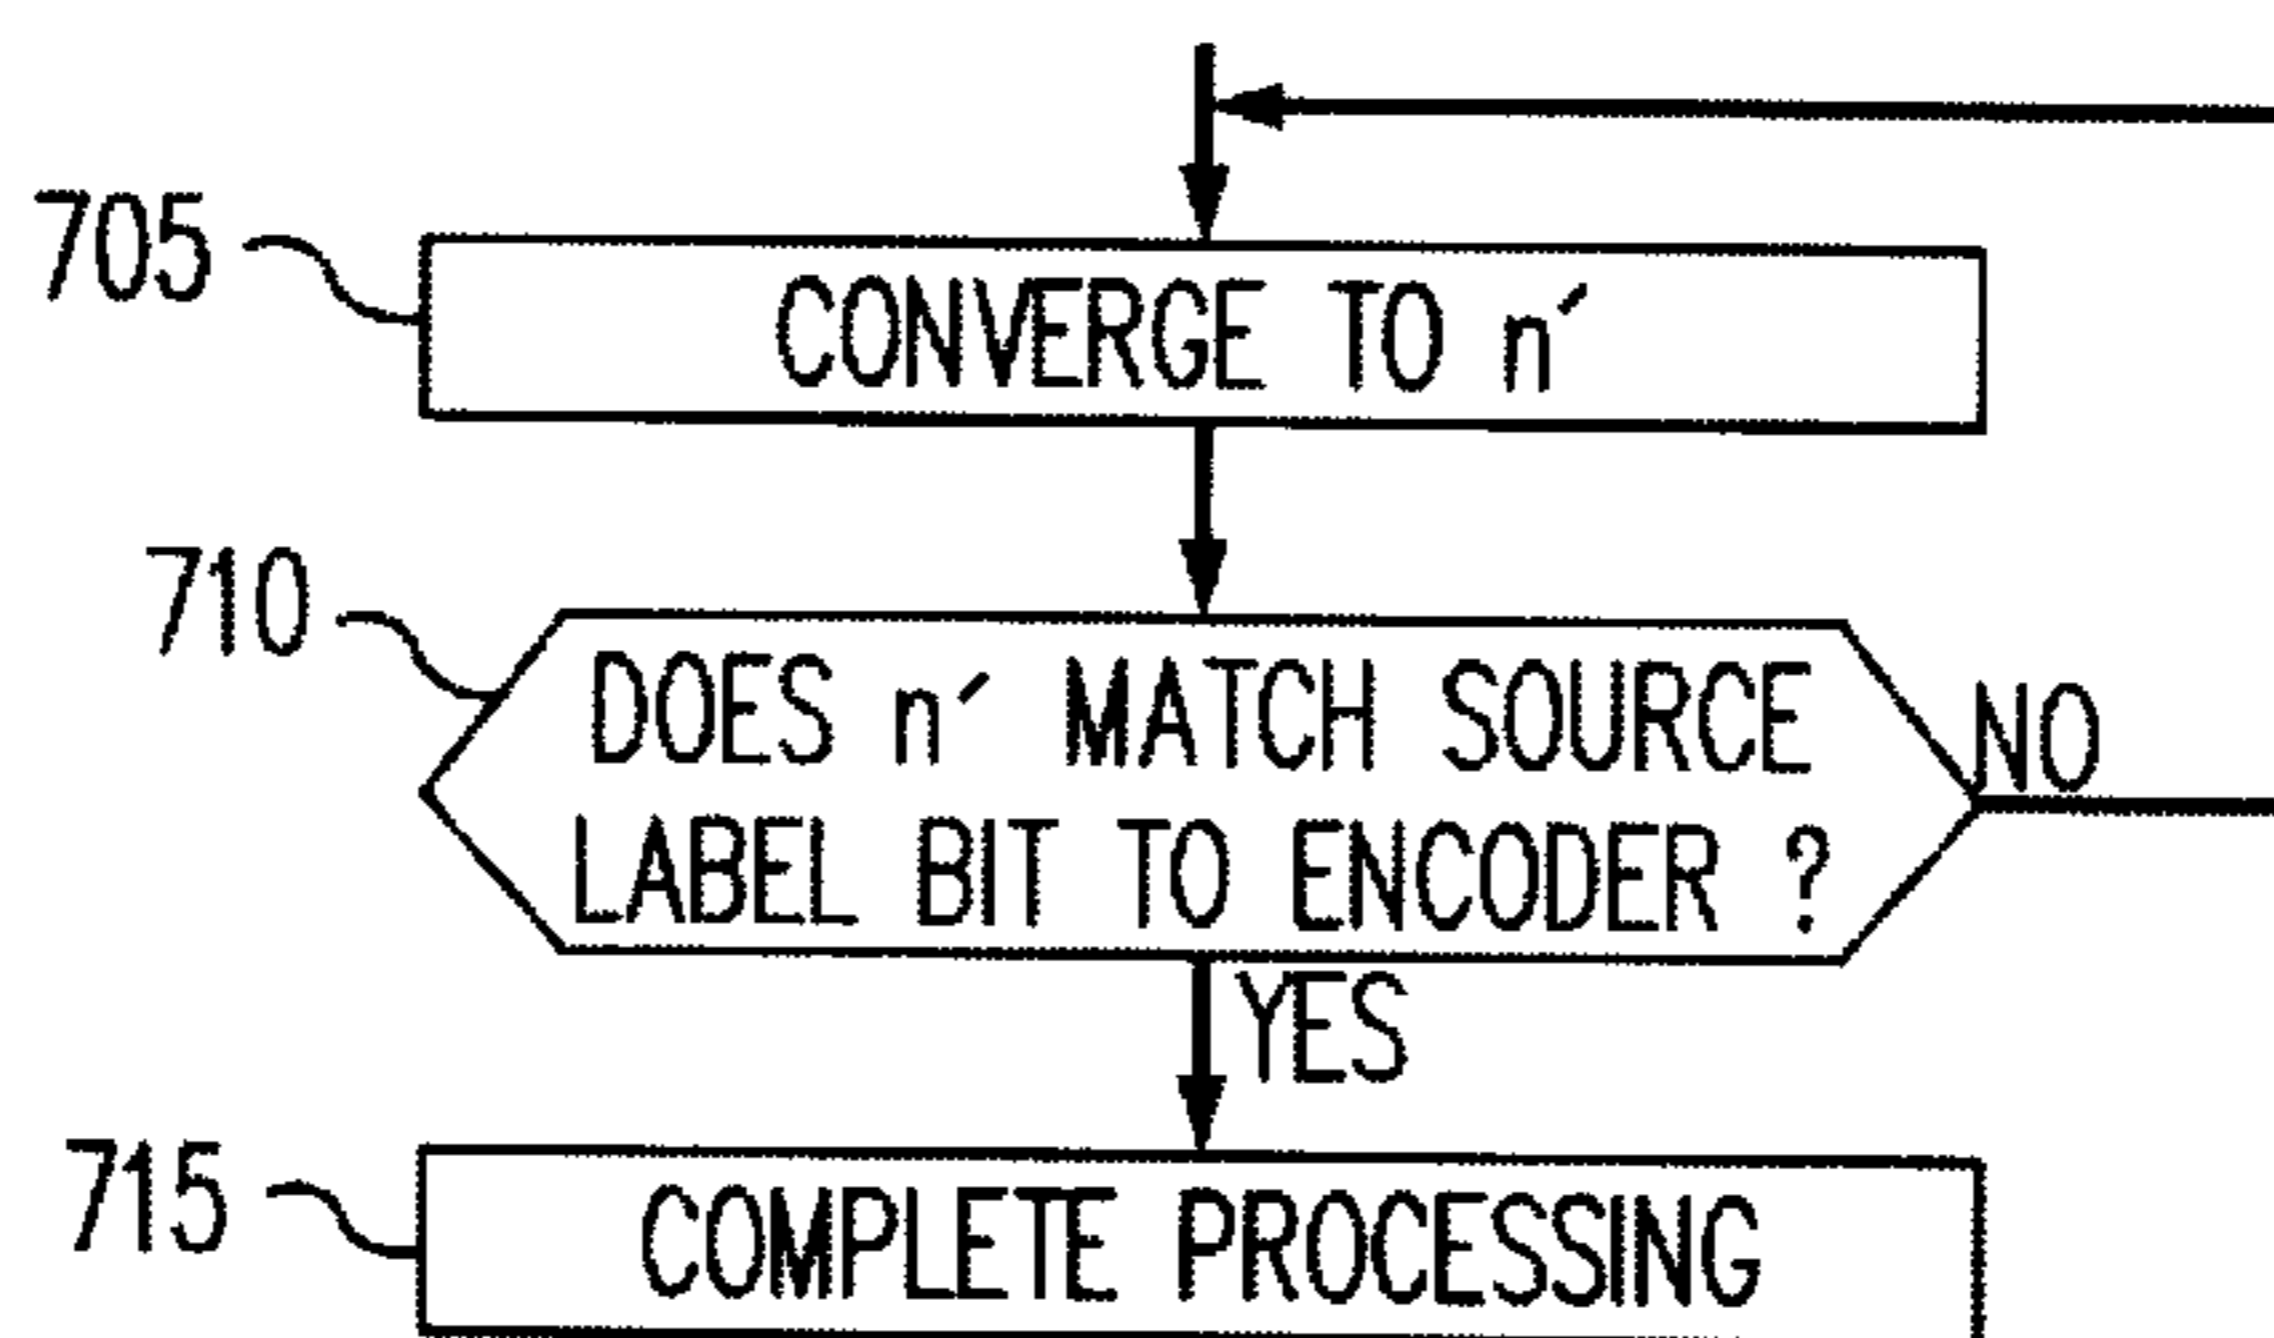 705
CONVERGE TO n′
710
DOES n′ MATCH SOURCE
LABEL BIT TO ENCODER ?
NO
YES
715
COMPLETE PROCESSING